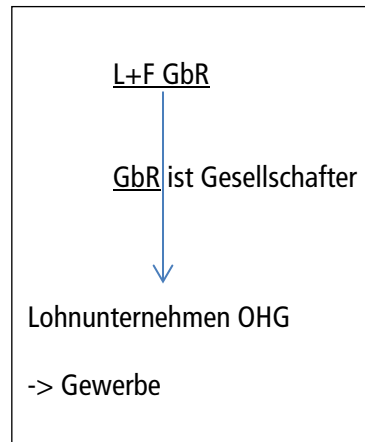 L+F GbR
GbR ist Gesellschafter
Lohnunternehmen OHG
-> Gewerbe